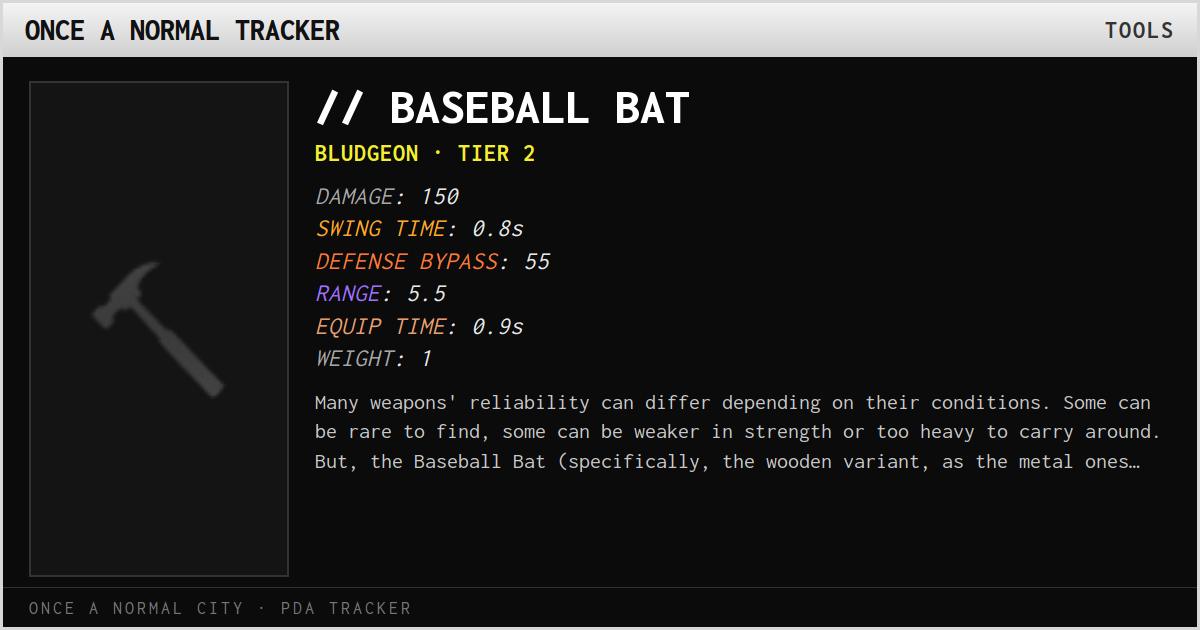 ONCE A NORMAL TRACKER
TOOLS
// BASEBALL BAT
BLUDGEON · TIER 2
DAMAGE: 150
SWING TIME: 0.8s
DEFENSE BYPASS: 55
RANGE: 5.5
EQUIP TIME: 0.9s
WEIGHT: 1
Many weapons' reliability can differ depending on their conditions. Some can
be rare to find, some can be weaker in strength or too heavy to carry around.
But, the Baseball Bat (specifically, the wooden variant, as the metal ones…
ONCE A NORMAL CITY · PDA TRACKER